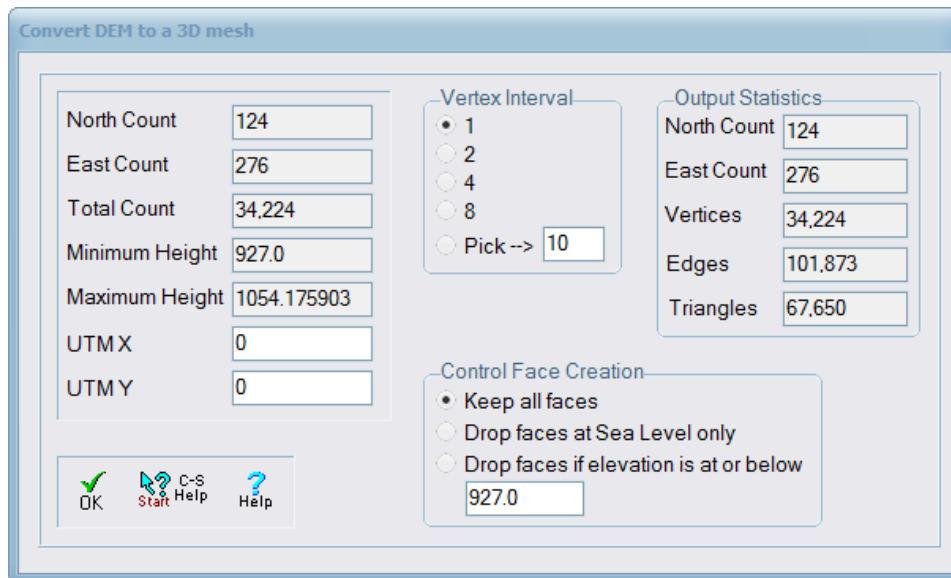 Convert DEM to a 3D mesh
North Count 124
East Count 276
Total Count 34,224
Minimum Height 927.0
Maximum Height 1054.175903
UTM X 0
UTM Y 0
OK
Start
C-S
Help
Help
Vertex Interval
1
2
4
8
Pick --> 10
Output Statistics
North Count 124
East Count 276
Vertices 34,224
Edges 101,873
Triangles 67,650
Control Face Creation
Keep all faces
Drop faces at Sea Level only
Drop faces if elevation is at or below
927.0